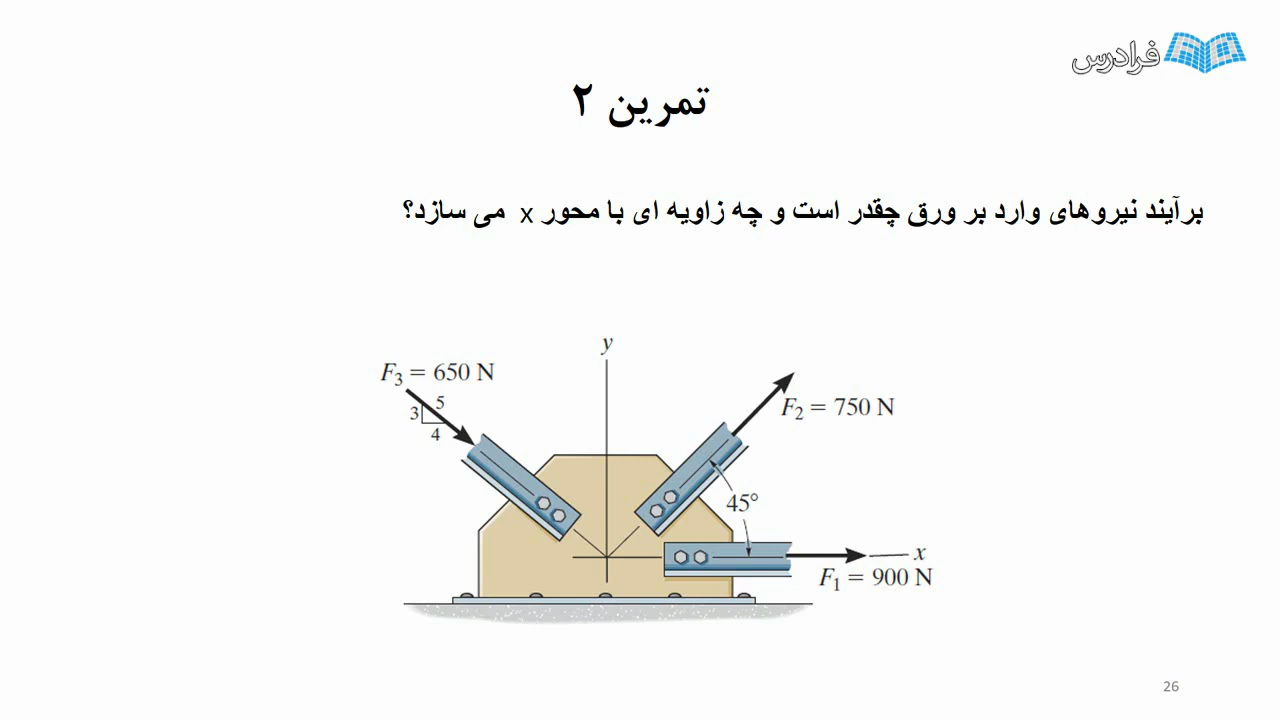 فرادرس
تمرین ۲
برآیند نیروهای وارد بر ورق چقدر است و چه زاویه ای با محور x می سازد؟
y
F₃ = 650 N
5
3
4
F₂ = 750 N
45°
x
F₁ = 900 N
26